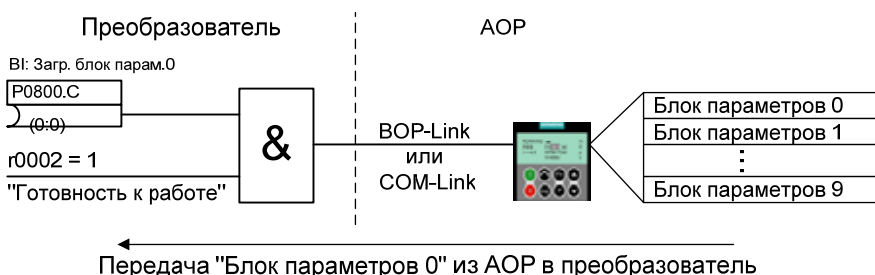 Преобразователь
AOP
BI: Загр. блок парам.0
P0800.C
(0:0)
&
r0002 = 1
"Готовность к работе"
BOP-Link
или
COM-Link
Блок параметров 0
Блок параметров 1
⋮
Блок параметров 9
Передача "Блок параметров 0" из AOP в преобразователь